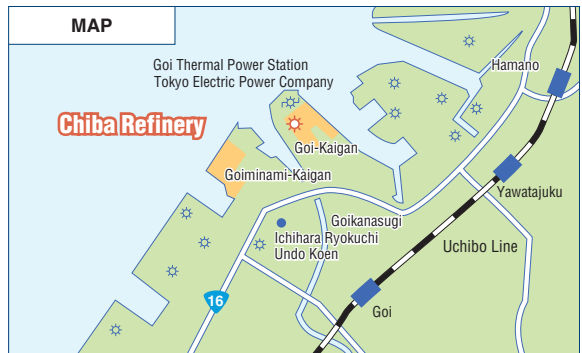 MAP
Hamano
Goi Thermal Power Station
Tokyo Electric Power Company
Chiba Refinery
Goi-Kaigan
Goiminami-Kaigan
Yawatajuku
Goikanasugi
Ichihara Ryokuchi
Undo Koen
Uchibo Line
16
Goi